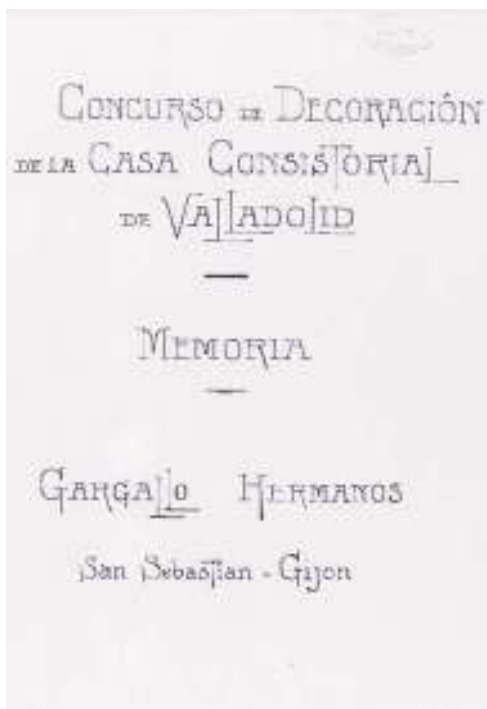 CONCURSO DE DECORACIÓN
DE LA CASA CONSISTORIAL
DE VALLADOLID
MEMORIA
GARGALLO HERMANOS
San Sebastian - Gijon